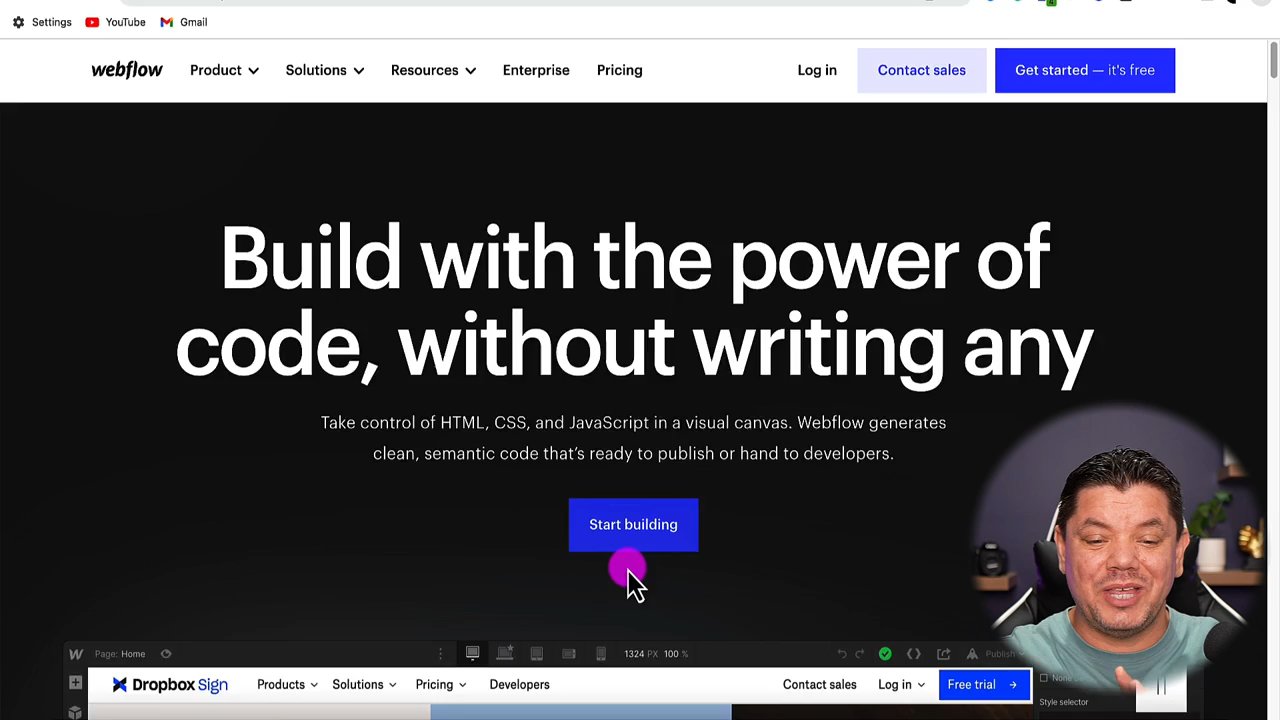 Settings YouTube Gmail
webflow Product Solutions Resources Enterprise Pricing Log in Contact sales Get started — it's free
Build with the power of
code, without writing any
Take control of HTML, CSS, and JavaScript in a visual canvas. Webflow generates
clean, semantic code that's ready to publish or hand to developers.
Start building
Page: Home 1324 PX 100 % Publish
Dropbox Sign Products Solutions Pricing Developers Contact sales Log in Free trial
Style selector